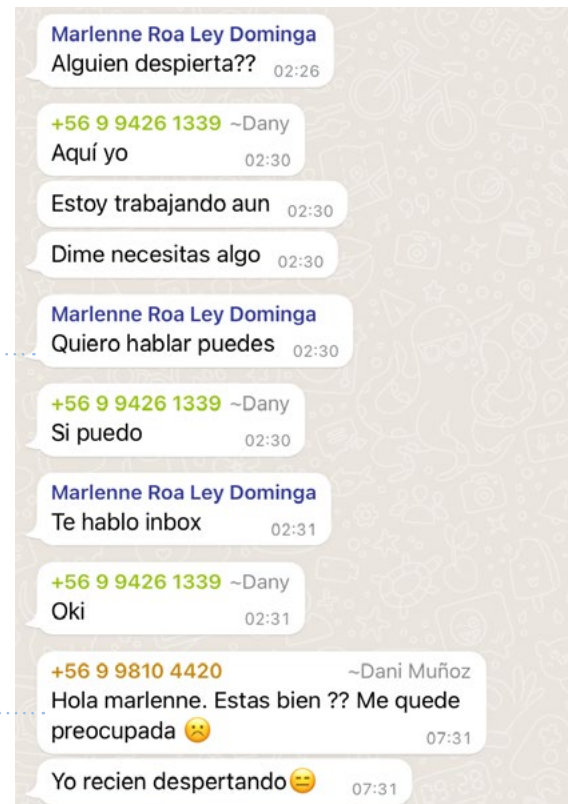 Marlenne Roa Ley Dominga
Alguien despierta?? 02:26
+56 9 9426 1339 ~Dany
Aquí yo 02:30
Estoy trabajando aun 02:30
Dime necesitas algo 02:30
Marlenne Roa Ley Dominga
Quiero hablar puedes 02:30
+56 9 9426 1339 ~Dany
Si puedo 02:30
Marlenne Roa Ley Dominga
Te hablo inbox 02:31
+56 9 9426 1339 ~Dany
Oki 02:31
+56 9 9810 4420 ~Dani Muñoz
Hola marlenne. Estas bien ?? Me quede
preocupada ☹️ 07:31
Yo recien despertando😑 07:31